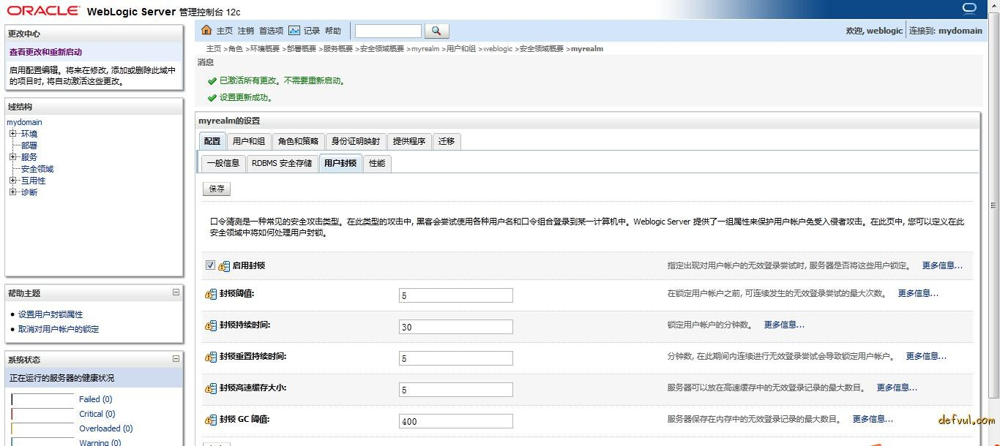 ORACLE WebLogic Server 管理控制台 12c
更改中心
查看更改和重新启动
启用配置编辑。将来在修改, 添加或删除此域中
的项目时, 将自动激活这些更改。
域结构
mydomain
环境
部署
服务
安全领域
互用性
诊断
帮助主题
设置用户封锁属性
取消对用户帐户的锁定
系统状态
正在运行的服务器的健康状况
Failed (0)
Critical (0)
Overloaded (0)
Warning (0)
主页 注销 首选项 记录 帮助
欢迎, weblogic 连接到: mydomain
主页 >角色 >环境概要 >部署概要 >服务概要 >安全领域概要 >myrealm >用户和组 >weblogic >安全领域概要 >myrealm
消息
已激活所有更改。不需要重新启动。
设置更新成功。
myrealm的设置
配置 用户和组 角色和策略 身份证明映射 提供程序 迁移
一般信息 RDBMS 安全存储 用户封锁 性能
保存
口令猜测是一种常见的安全攻击类型。在此类型的攻击中, 黑客会尝试使用各种用户名和口令组合登录到某一计算机中。Weblogic Server 提供了一组属性来保护用户帐户免受入侵者攻击。在此页中, 您可以定义在此
安全领域中将如何处理用户封锁。
启用封锁 指定出现对用户帐户的无效登录尝试时, 服务器是否将这些用户锁定。 更多信息...
封锁阈值: 5 在锁定用户帐户之前, 可连续发生的无效登录尝试的最大次数。 更多信息...
封锁持续时间: 30 锁定用户帐户的分钟数。 更多信息...
封锁重置持续时间: 5 分钟数, 在此期间内连续进行无效登录尝试会导致锁定用户帐户。 更多信息...
封锁高速缓存大小: 5 服务器可以放在高速缓存中的无效登录记录的最大数目。 更多信息...
封锁 GC 阈值: 400 服务器保存在内存中的无效登录记录的最大数目。 更多信息...
defvul.com